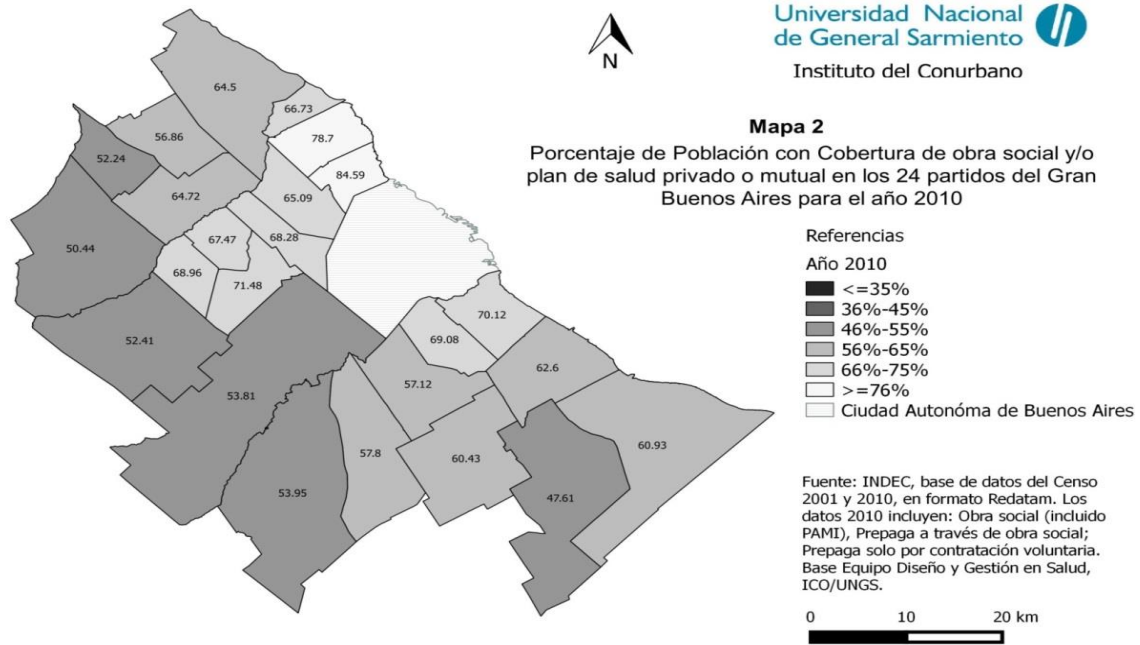 Universidad Nacional
de General Sarmiento
Instituto del Conurbano
N
Mapa 2
Porcentaje de Población con Cobertura de obra social y/o
plan de salud privado o mutual en los 24 partidos del Gran
Buenos Aires para el año 2010
Referencias
Año 2010
<=35%
36%-45%
46%-55%
56%-65%
66%-75%
>=76%
Ciudad Autonóma de Buenos Aires
64.5
66.73
56.86
78.7
52.24
84.59
64.72
65.09
67.47
68.28
50.44
68.96
71.48
70.12
52.41
69.08
62.6
57.12
53.81
60.93
57.8
60.43
53.95
47.61
Fuente: INDEC, base de datos del Censo
2001 y 2010, en formato Redatam. Los
datos 2010 incluyen: Obra social (incluido
PAMI), Prepaga a través de obra social;
Prepaga solo por contratación voluntaria.
Base Equipo Diseño y Gestión en Salud,
ICO/UNGS.
0 10 20 km